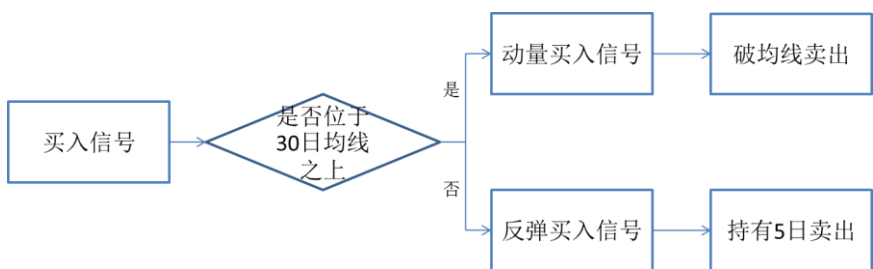 买入信号
是否位于
30日均线
之上
是
动量买入信号
破均线卖出
否
反弹买入信号
持有5日卖出